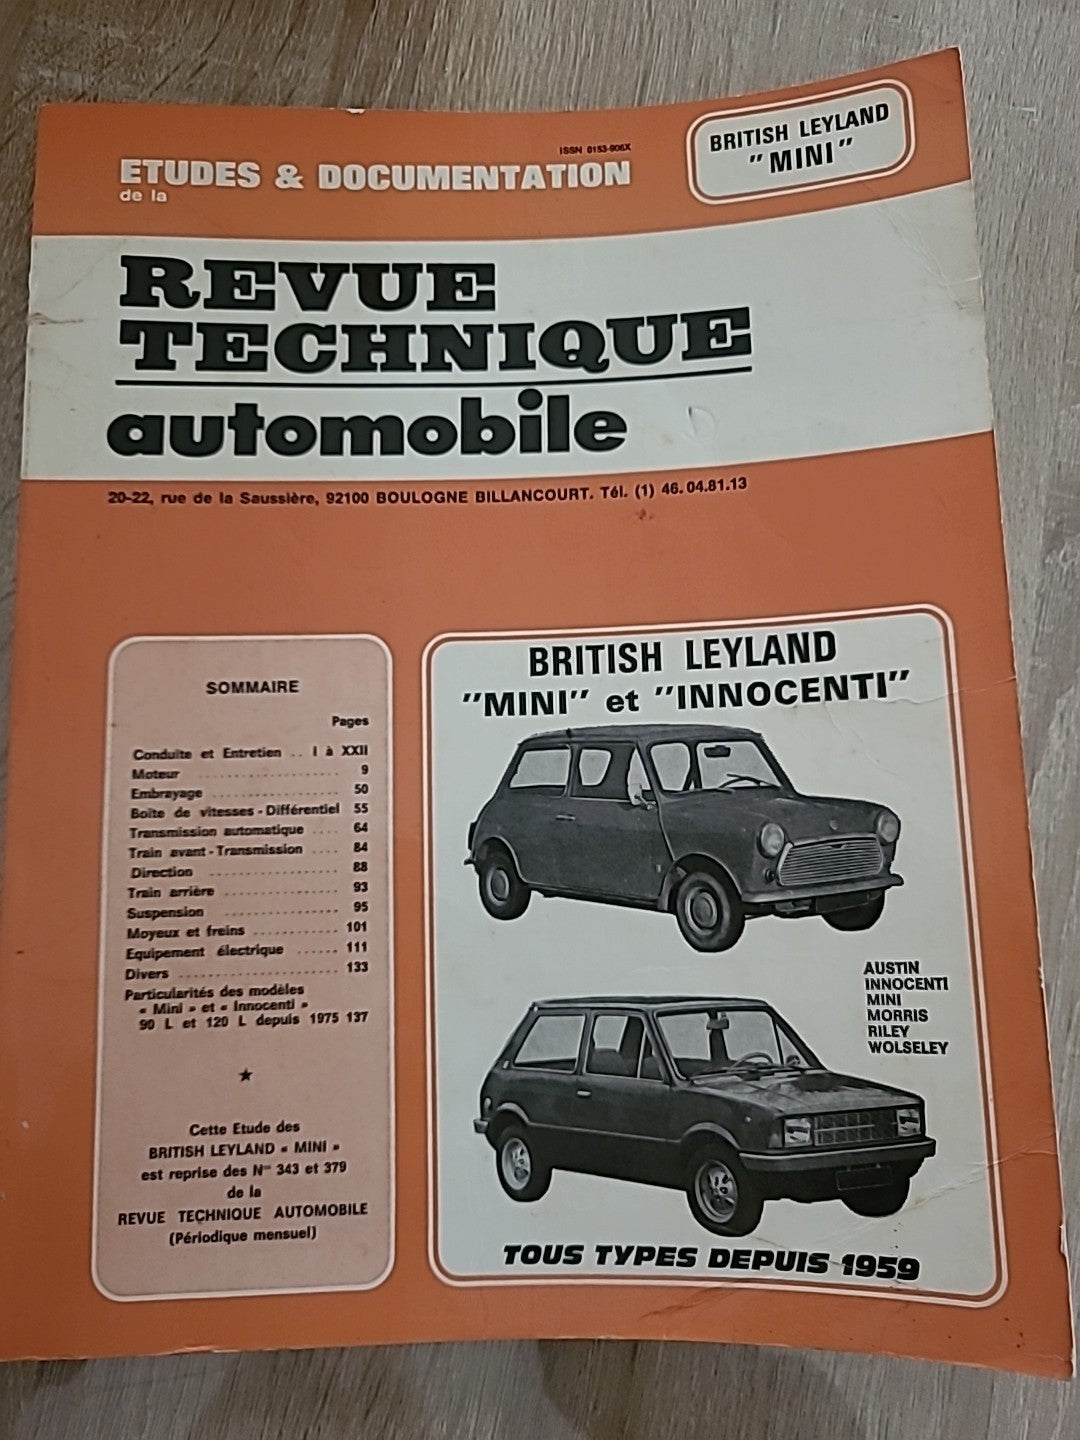 ISSN 0153-906X
ETUDES & DOCUMENTATION
de la
BRITISH LEYLAND
"MINI"
REVUE
TECHNIQUE
automobile
20-22, rue de la Saussière, 92100 BOULOGNE BILLANCOURT. Tél. (1) 46.04.81.13
SOMMAIRE
Pages
Conduite et Entretien .. I à XXII
Moteur .................... 9
Embrayage .................. 50
Boîte de vitesses - Différentiel 55
Transmission automatique .... 64
Train avant - Transmission .... 84
Direction .................. 88
Train arrière ................ 93
Suspension ................ 95
Moyeux et freins ............ 101
Equipement électrique ...... 111
Divers ...................... 133
Particularités des modèles
« Mini » et « Innocenti »
90 L et 120 L depuis 1975 137
★
Cette Etude des
BRITISH LEYLAND « MINI »
est reprise des Nos 343 et 379
de la
REVUE TECHNIQUE AUTOMOBILE
(Périodique mensuel)
BRITISH LEYLAND
"MINI" et "INNOCENTI"
AUSTIN
INNOCENTI
MINI
MORRIS
RILEY
WOLSELEY
TOUS TYPES DEPUIS 1959